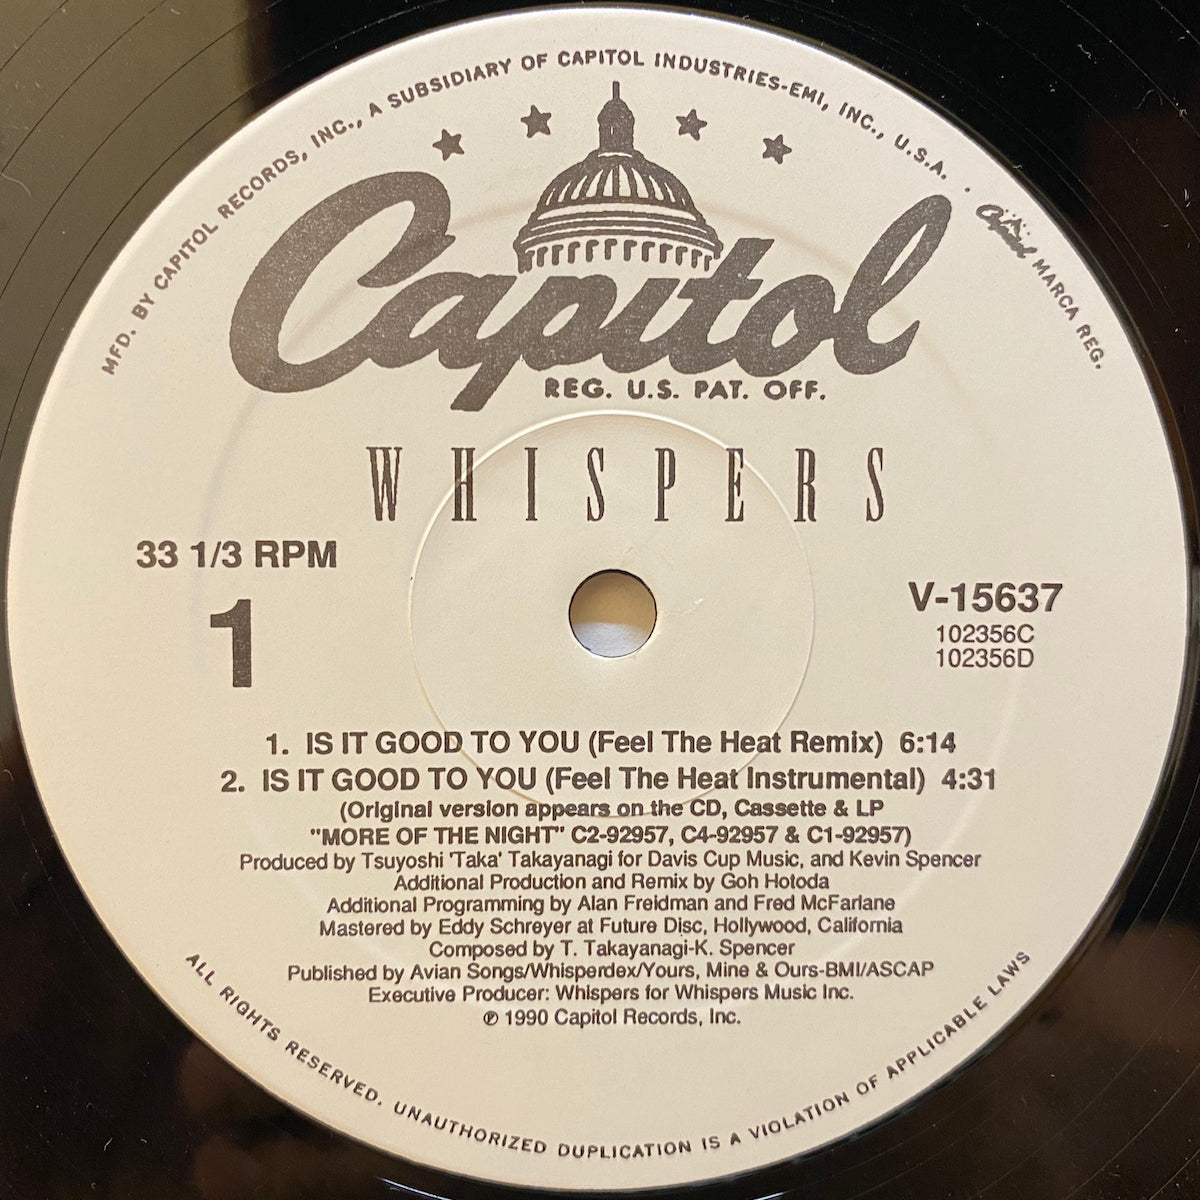 MFD. BY CAPITOL RECORDS, INC., A SUBSIDIARY OF CAPITOL INDUSTRIES-EMI, INC., U.S.A. · Capitol MARCA REG.
Capitol
REG. U.S. PAT. OFF.
WHISPERS
33 1/3 RPM
1
V-15637
102356C
102356D
1. IS IT GOOD TO YOU (Feel The Heat Remix) 6:14
2. IS IT GOOD TO YOU (Feel The Heat Instrumental) 4:31
(Original version appears on the CD, Cassette & LP
"MORE OF THE NIGHT" C2-92957, C4-92957 & C1-92957)
Produced by Tsuyoshi 'Taka' Takayanagi for Davis Cup Music, and Kevin Spencer
Additional Production and Remix by Goh Hotoda
Additional Programming by Alan Freidman and Fred McFarlane
Mastered by Eddy Schreyer at Future Disc, Hollywood, California
Composed by T. Takayanagi-K. Spencer
Published by Avian Songs/Whisperdex/Yours, Mine & Ours-BMI/ASCAP
Executive Producer: Whispers for Whispers Music Inc.
℗ 1990 Capitol Records, Inc.
ALL RIGHTS RESERVED. UNAUTHORIZED DUPLICATION IS A VIOLATION OF APPLICABLE LAWS